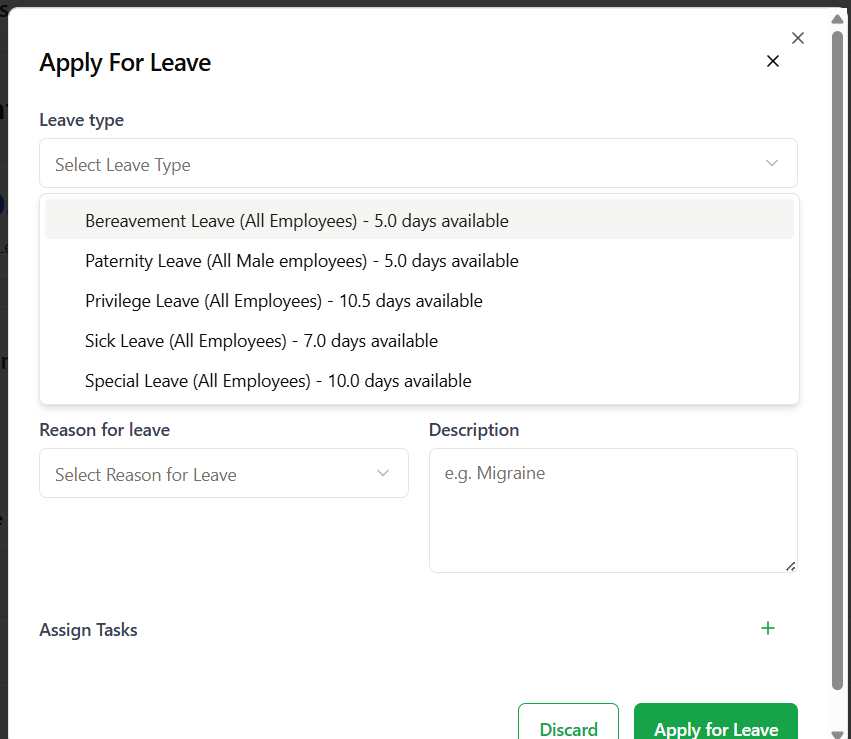 Apply For Leave
Leave type
Select Leave Type
Bereavement Leave (All Employees) - 5.0 days available
Paternity Leave (All Male employees) - 5.0 days available
Privilege Leave (All Employees) - 10.5 days available
Sick Leave (All Employees) - 7.0 days available
Special Leave (All Employees) - 10.0 days available
Reason for leave
Description
Select Reason for Leave
e.g. Migraine
Assign Tasks
Discard
Apply for Leave